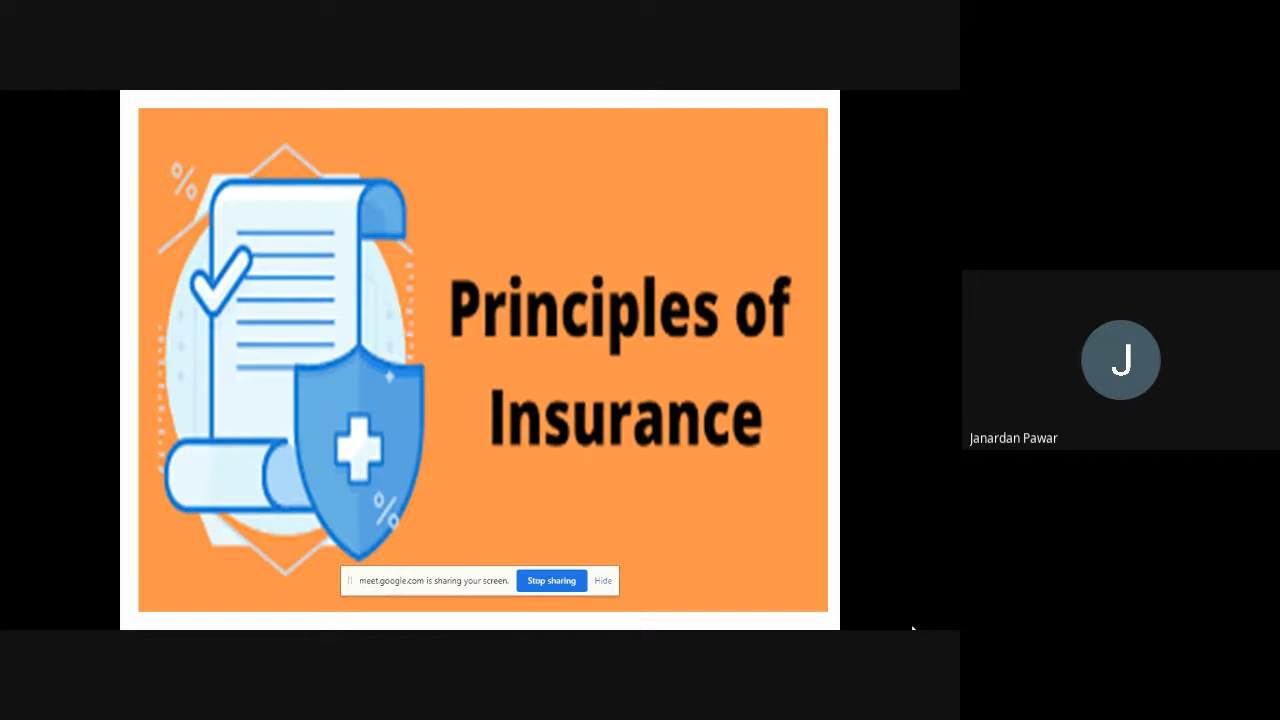 %
Principles of
Insurance
%
meet.google.com is sharing your screen.
Stop sharing
Hide
J
Janardan Pawar